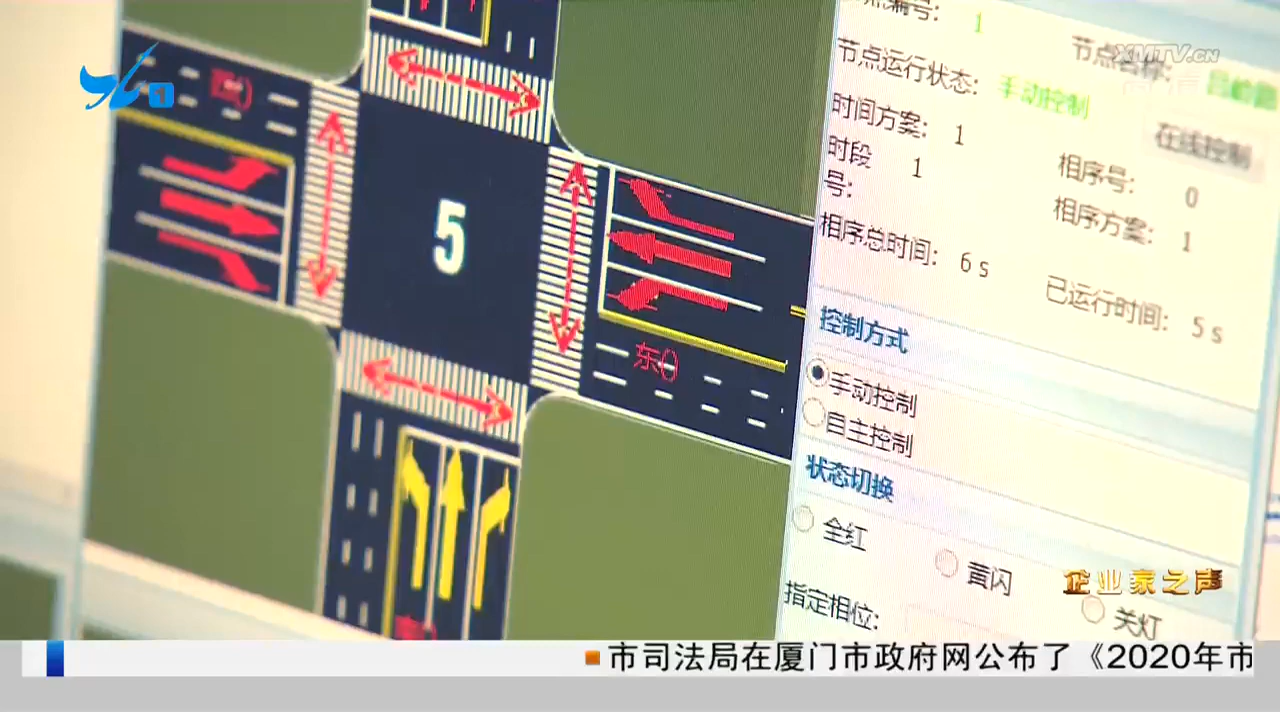 XMTV.CN
1
西()
5
东()
点编号: 1
节点名称:
节点运行状态: 手动控制
在线控制
时间方案: 1
相序号: 0
时段号: 1
相序方案: 1
相序总时间: 6s
已运行时间: 5s
控制方式
手动控制
自主控制
状态切换
全红
黄闪
关灯
指定相位:
企业家之声
市司法局在厦门市政府网公布了《2020年市